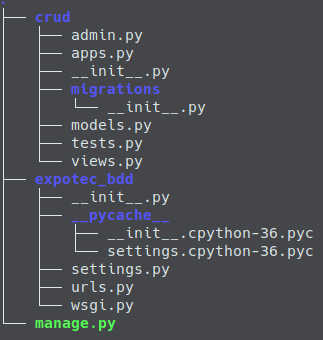 .
├── crud
│   ├── admin.py
│   ├── apps.py
│   ├── __init__.py
│   ├── migrations
│   │   └── __init__.py
│   ├── models.py
│   ├── tests.py
│   └── views.py
├── expotec_bdd
│   ├── __init__.py
│   ├── __pycache__
│   │   ├── __init__.cpython-36.pyc
│   │   └── settings.cpython-36.pyc
│   ├── settings.py
│   ├── urls.py
│   └── wsgi.py
└── manage.py